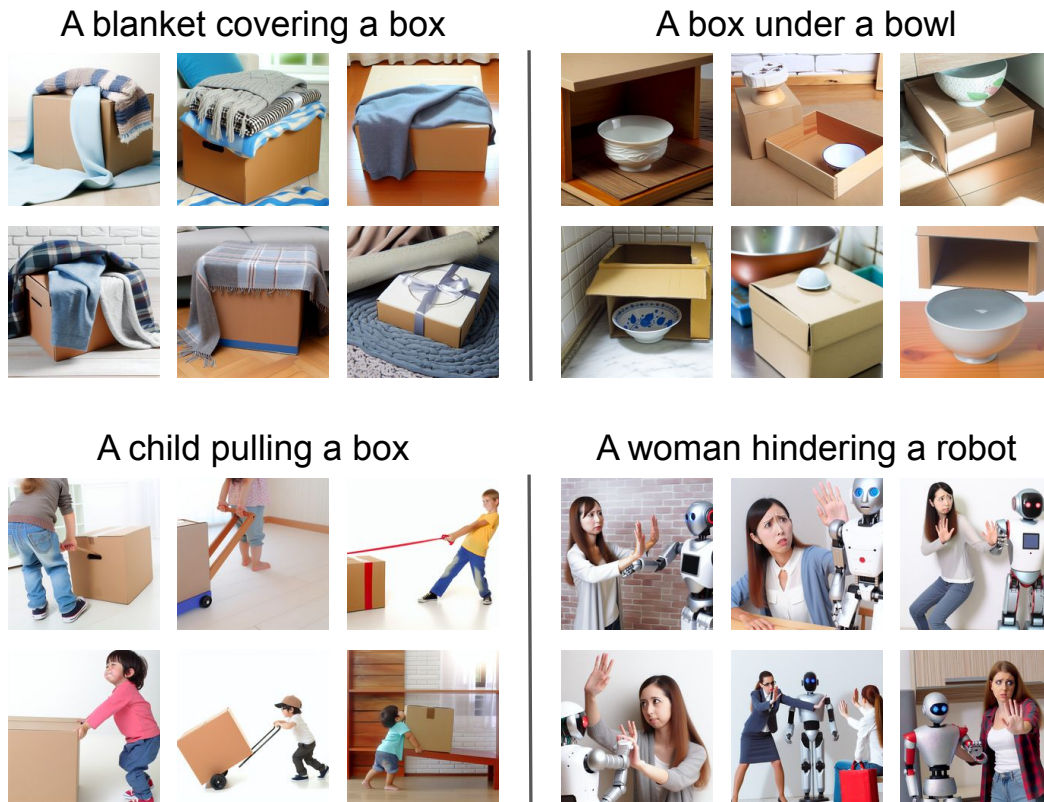 A blanket covering a box
A box under a bowl
A child pulling a box
A woman hindering a robot